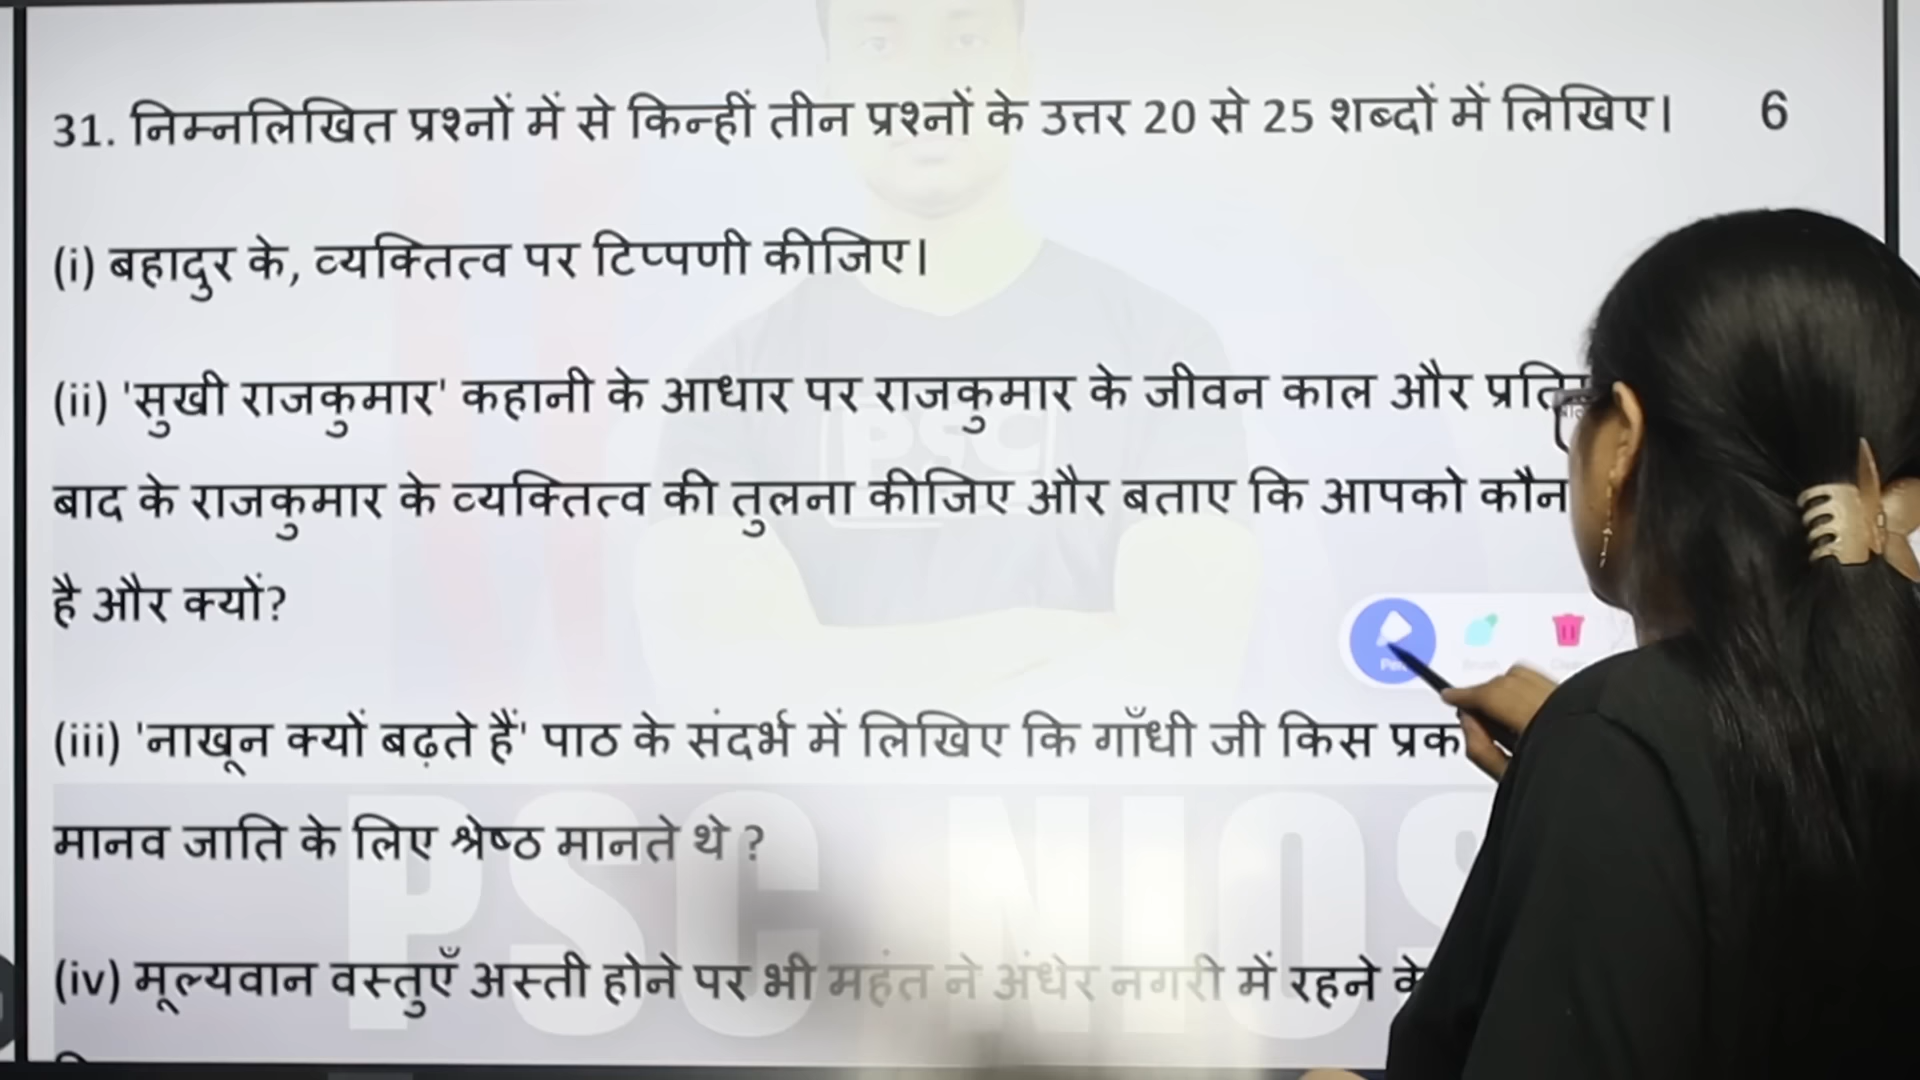 31. निम्नलिखित प्रश्नों में से किन्हीं तीन प्रश्नों के उत्तर 20 से 25 शब्दों में लिखिए। 6
(i) बहादुर के, व्यक्तित्व पर टिप्पणी कीजिए।
(ii) 'सुखी राजकुमार' कहानी के आधार पर राजकुमार के जीवन काल और
बाद के राजकुमार के व्यक्तित्व की तुलना कीजिए और बताए कि आपको कौन
है और क्यों?
Pen
(iii) 'नाखून क्यों बढ़ते हैं' पाठ के संदर्भ में लिखिए कि गाँधी जी किस
मानव जाति के लिए श्रेष्ठ मानते थे ?
(iv) मूल्यवान वस्तुएँ अस्ती होने पर भी महंत ने अंधेर नगरी में रहने के
PSC
PSC NIOS